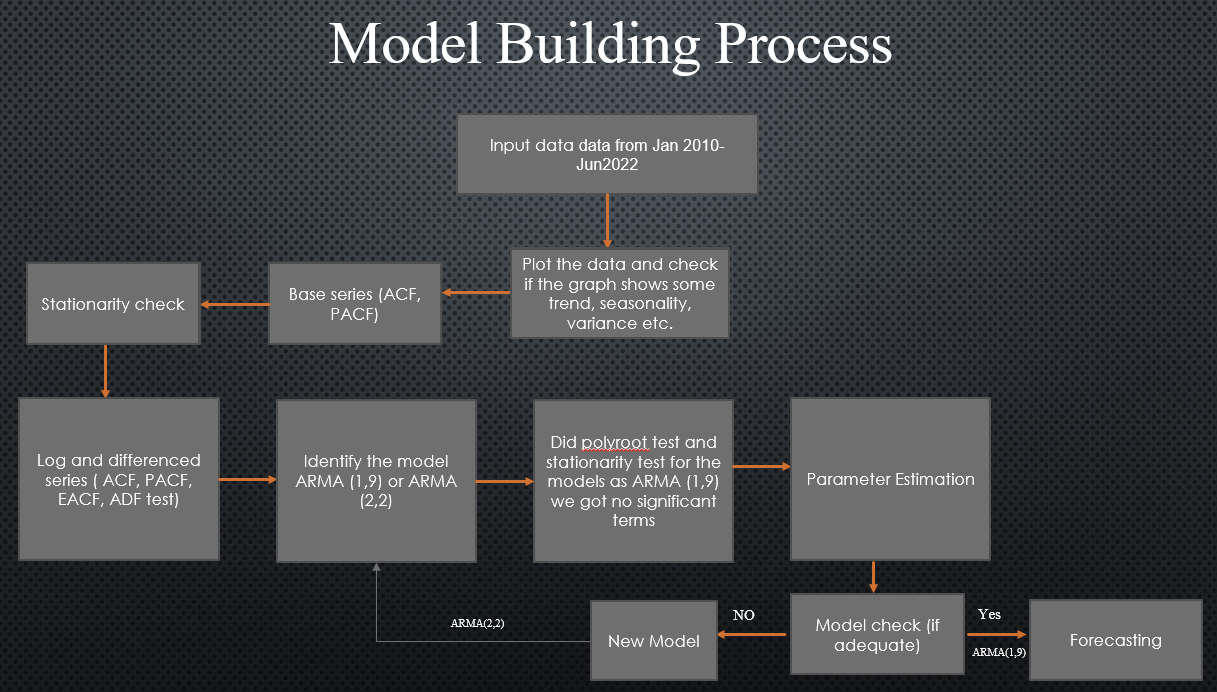 Model Building Process
Input data data from Jan 2010-
Jun2022
Plot the data and check
if the graph shows some
trend, seasonality,
variance etc.
Base series (ACF,
PACF)
Stationarity check
Log and differenced
series ( ACF, PACF,
EACF, ADF test)
Identify the model
ARMA (1,9) or ARMA
(2,2)
Did polyroot test and
stationarity test for the
models as ARMA (1,9)
we got no significant
terms
Parameter Estimation
Model check (if
adequate)
NO
New Model
ARMA(2,2)
Yes
ARMA(1,9)
Forecasting